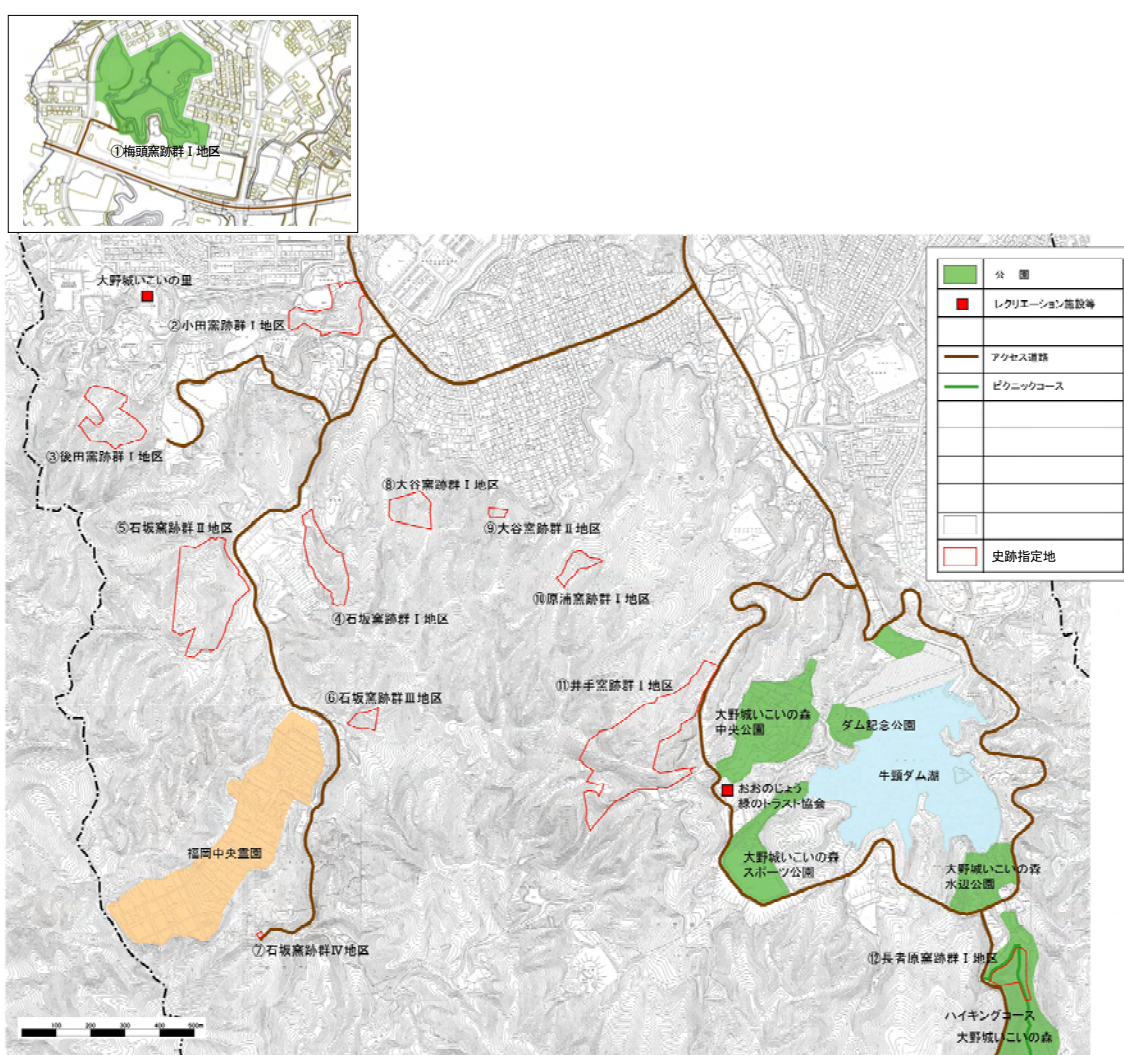 ①梅頭窯跡群Ⅰ地区
大野城いこいの里
②小田窯跡群Ⅰ地区
③後田窯跡群Ⅰ地区
⑧大谷窯跡群Ⅰ地区
⑤石坂窯跡群Ⅱ地区
⑨大谷窯跡群Ⅱ地区
④石坂窯跡群Ⅰ地区
⑩原浦窯跡群Ⅰ地区
⑥石坂窯跡群Ⅲ地区
⑪井手窯跡群Ⅰ地区
大野城いこいの森
中央公園
ダム記念公園
牛頸ダム湖
おおのじょう
緑のトラスト協会
福岡中央霊園
大野城いこいの森
スポーツ公園
大野城いこいの森
水辺公園
⑦石坂窯跡群Ⅳ地区
⑫長者原窯跡群Ⅰ地区
ハイキングコース
大野城いこいの森
公 園
レクリエーション施設等
アクセス道路
ピクニックコース
史跡指定地
100 200 300 400 500m